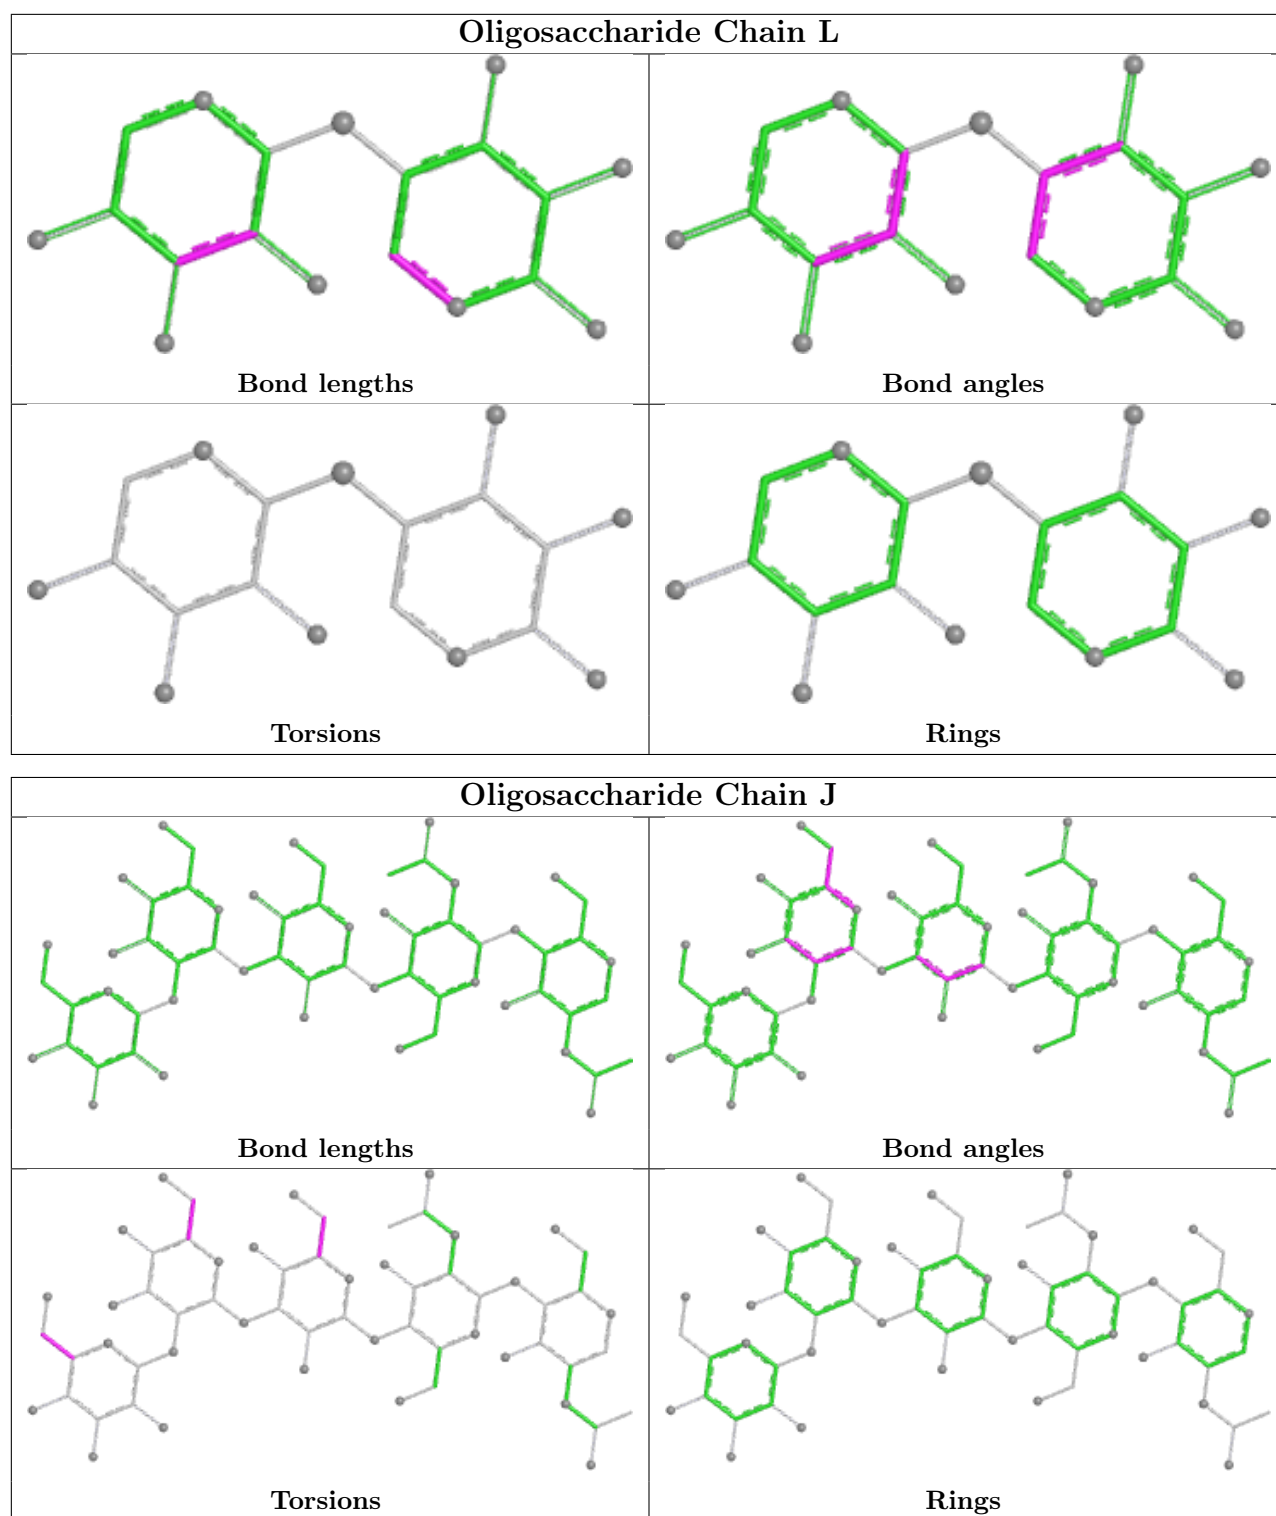 Oligosaccharide Chain L
Bond lengths
Bond angles
Torsions
Rings
Oligosaccharide Chain J
Bond lengths
Bond angles
Torsions
Rings